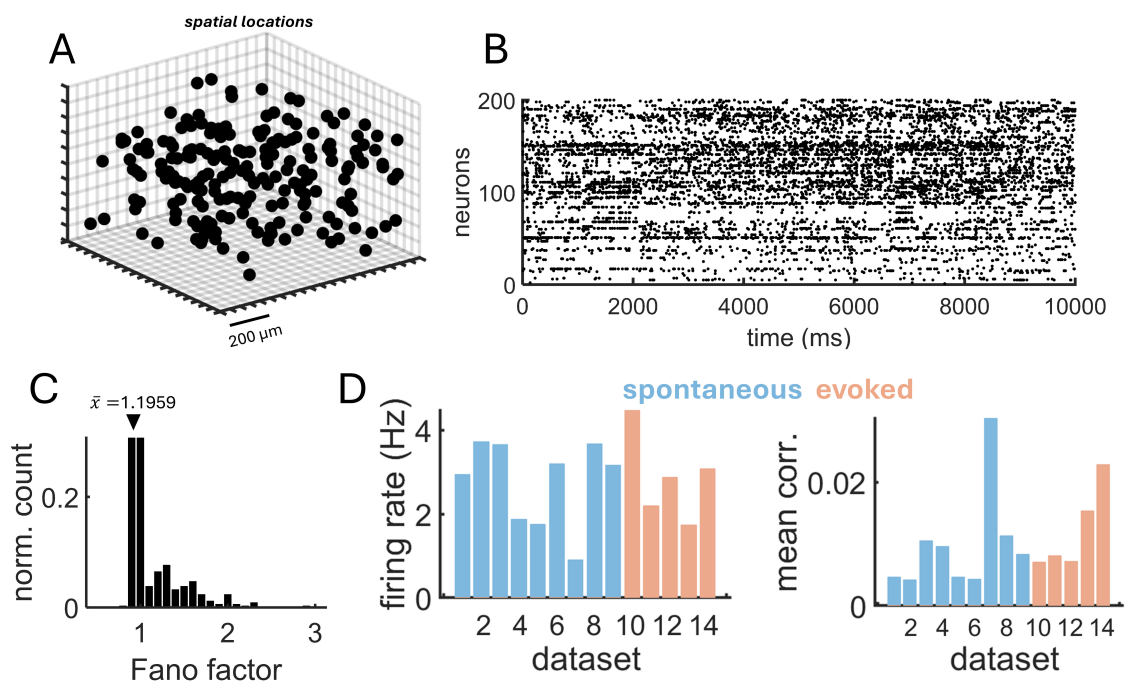 A
spatial locations
200 µm
B
neurons
200
100
0
0
2000
4000
6000
8000
10000
time (ms)
C
x̄ =1.1959
norm. count
0.2
0
1
2
3
Fano factor
D
spontaneous evoked
firing rate (Hz)
4
2
0
2 4 6 8 10 12 14
dataset
mean corr.
0.02
0
2 4 6 8 10 12 14
dataset